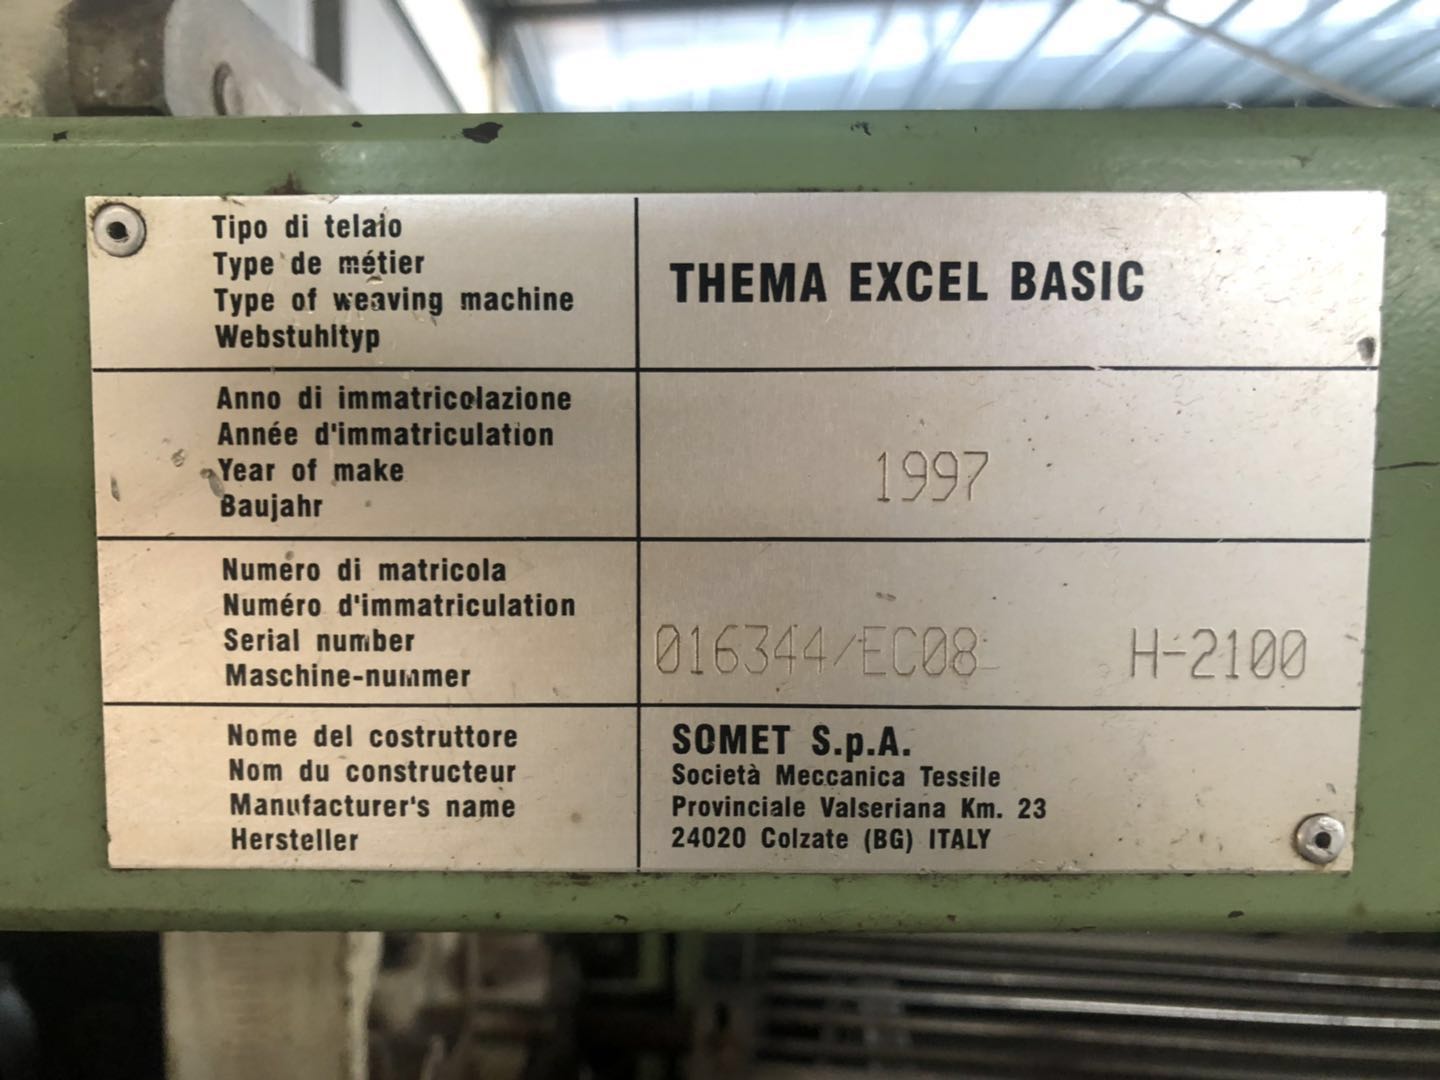 Tipo di telaio
Type de métier
Type of weaving machine
Webstuhltyp
THEMA EXCEL BASIC
Anno di immatricolazione
Année d'immatriculation
Year of make
Baujahr
1997
Numero di matricola
Numéro d'immatriculation
Serial number
Maschine-nummer
016344/EC08 H-2100
Nome del costruttore
Nom du constructeur
Manufacturer's name
Hersteller
SOMET S.p.A.
Società Meccanica Tessile
Provinciale Valseriana Km. 23
24020 Colzate (BG) ITALY